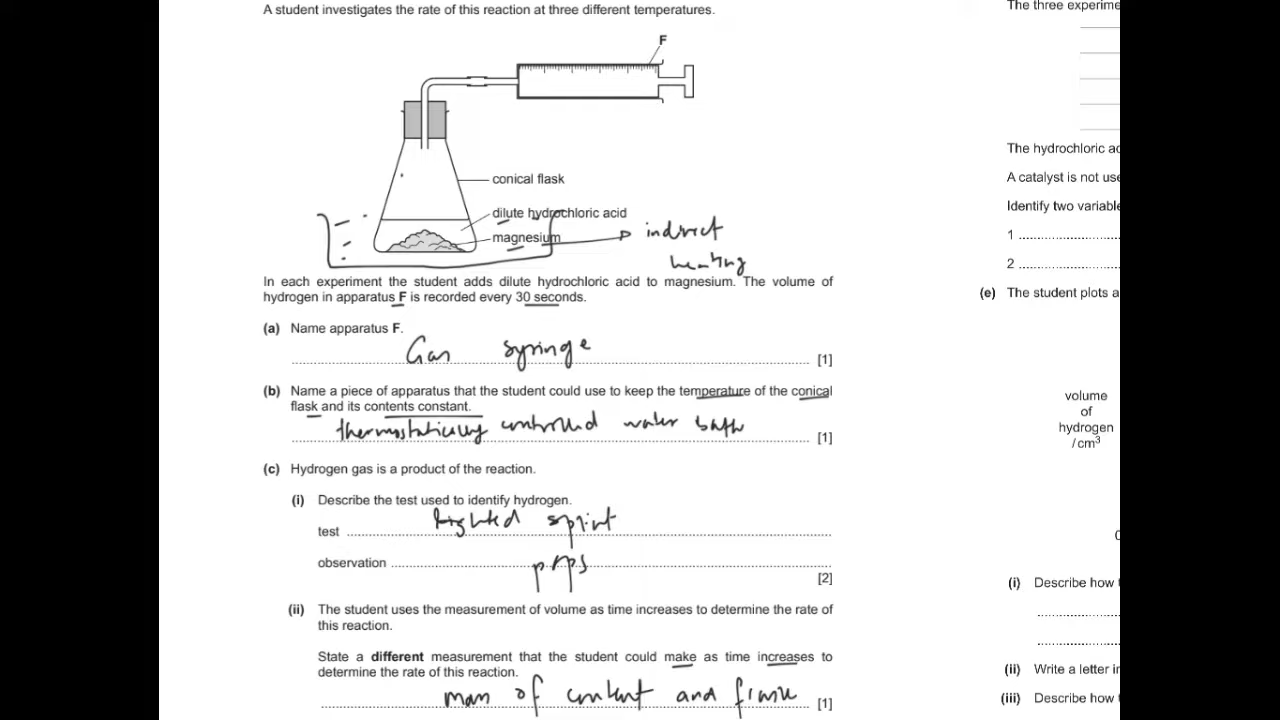 A student investigates the rate of this reaction at three different temperatures.
F
conical flask
dilute hydrochloric acid
magnesium
indirect
heating
In each experiment the student adds dilute hydrochloric acid to magnesium. The volume of
hydrogen in apparatus F is recorded every 30 seconds.
(a) Name apparatus F.
Gas syringe
[1]
(b) Name a piece of apparatus that the student could use to keep the temperature of the conical
flask and its contents constant.
thermostatically controlled water bath
[1]
(c) Hydrogen gas is a product of the reaction.
(i) Describe the test used to identify hydrogen.
test lighted splint
observation pops
[2]
(ii) The student uses the measurement of volume as time increases to determine the rate of
this reaction.
State a different measurement that the student could make as time increases to
determine the rate of this reaction.
mass of content and flask
[1]
The three experime
The hydrochloric ac
A catalyst is not use
Identify two variable
1
2
(e) The student plots a
volume
of
hydrogen
/cm³
0
(i) Describe how
(ii) Write a letter i
(iii) Describe how